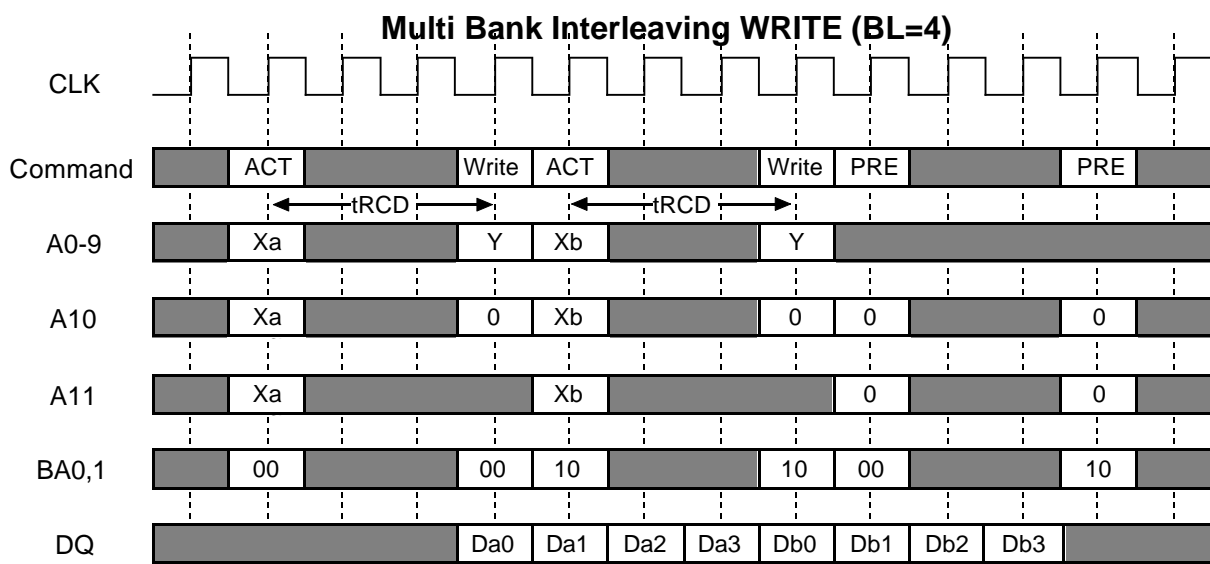 Multi Bank Interleaving WRITE (BL=4)
CLK
Command ACT Write ACT Write PRE PRE
tRCD tRCD
A0-9 Xa Y Xb Y
A10 Xa 0 Xb 0 0 0
A11 Xa Xb 0 0
BA0,1 00 00 10 10 00 10
DQ Da0 Da1 Da2 Da3 Db0 Db1 Db2 Db3